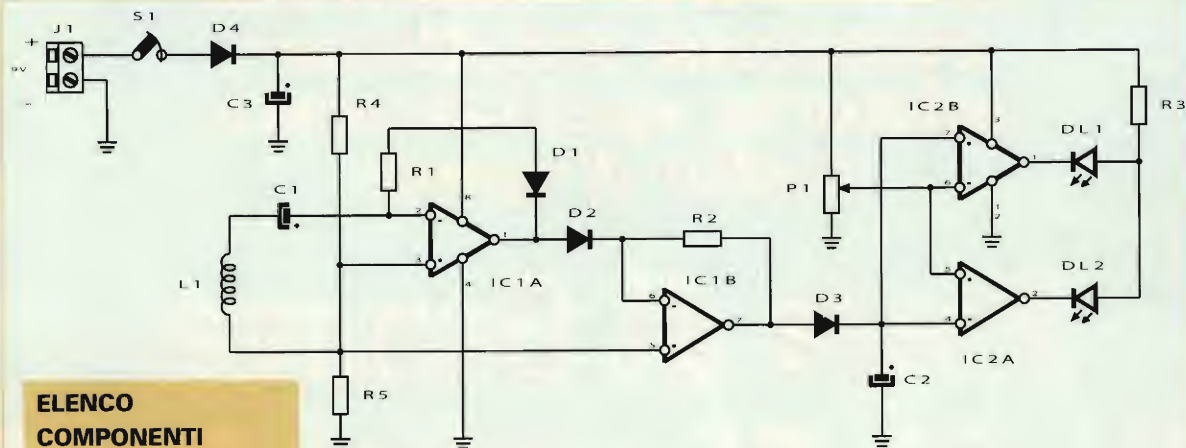 J1
S1
D4
+
9V
-
C3
R4
IC2B
R3
3
7
DL1
1
D1
R1
P1
6
C1
8
2
D2
R2
1
1
2
3
IC1A
4
L1
IC1B
5
DL2
6
D3
2
7
4
5
IC2A
C2
R5
ELENCO
COMPONENTI